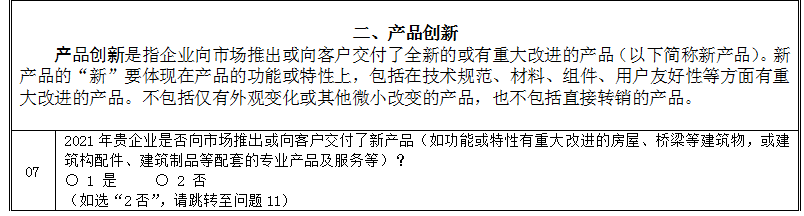 二、产品创新
产品创新是指企业向市场推出或向客户交付了全新的或有重大改进的产品（以下简称新产品）。新
产品的“新”要体现在产品的功能或特性上，包括在技术规范、材料、组件、用户友好性等方面有重
大改进的产品。不包括仅有外观变化或其他微小改变的产品，也不包括直接转销的产品。
2021 年贵企业是否向市场推出或向客户交付了新产品（如功能或特性有重大改进的房屋、桥梁等建筑物，或建
07 筑构配件、建筑制品等配套的专业产品及服务等）？
○ 1 是 ○ 2 否
（如选“2 否”，请跳转至问题 11）